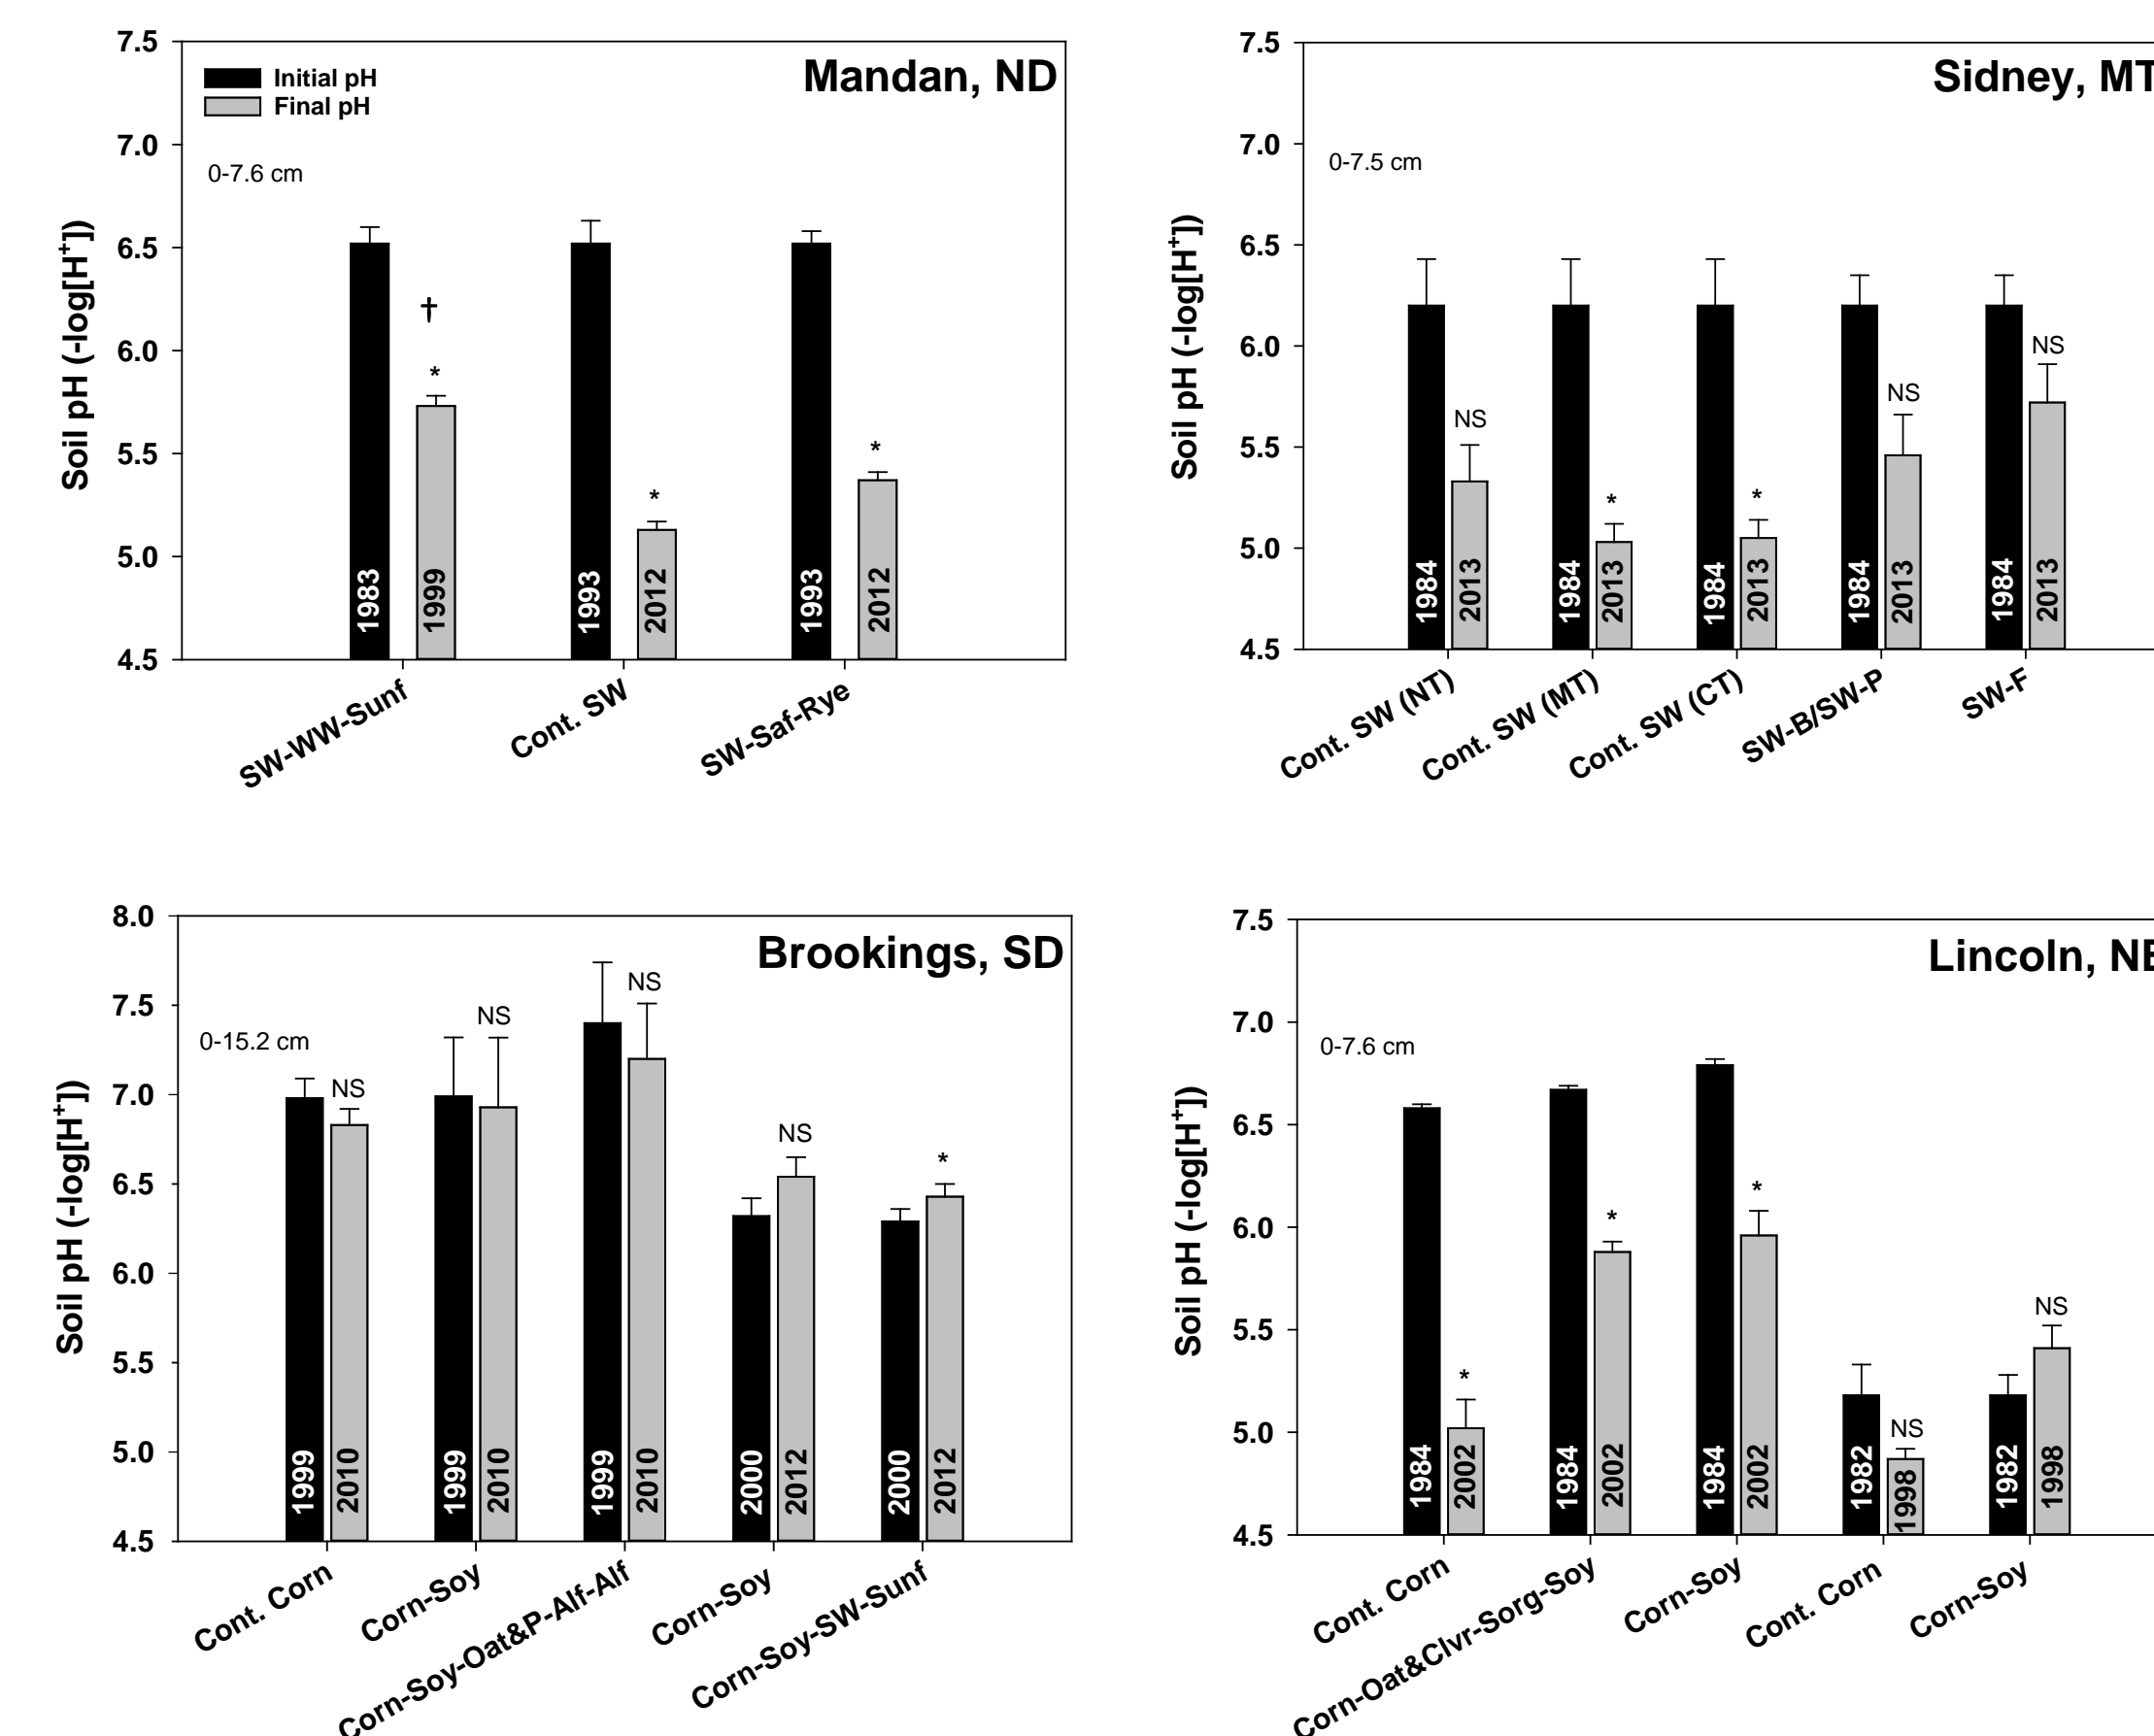 Mandan, ND
Initial pH
Final pH
0-7.6 cm
Soil pH (-log[H+])
7.5
7.0
6.5
6.0
5.5
5.0
4.5
†
*
*
*
1983
1999
1993
2012
1993
2012
SW-WW-Sunf
Cont. SW
SW-Saf-Rye
Sidney, MT
0-7.5 cm
Soil pH (-log[H+])
7.5
7.0
6.5
6.0
5.5
5.0
4.5
NS
*
*
NS
NS
1984
2013
1984
2013
1984
2013
1984
2013
1984
2013
Cont. SW (NT)
Cont. SW (MT)
Cont. SW (CT)
SW-B/SW-P
SW-F
Brookings, SD
0-15.2 cm
Soil pH (-log[H+])
8.0
7.5
7.0
6.5
6.0
5.5
5.0
4.5
NS
NS
NS
NS
*
1999
2010
1999
2010
1999
2010
2000
2012
2000
2012
Cont. Corn
Corn-Soy
Corn-Soy-Oat&P-Alf-Alf
Corn-Soy
Corn-Soy-SW-Sunf
Lincoln, NE
0-7.6 cm
Soil pH (-log[H+])
7.5
7.0
6.5
6.0
5.5
5.0
4.5
*
*
*
NS
NS
1984
2002
1984
2002
1984
2002
1982
1998
1982
1998
Cont. Corn
Corn-Oat&Clvr-Sorg-Soy
Corn-Soy
Cont. Corn
Corn-Soy